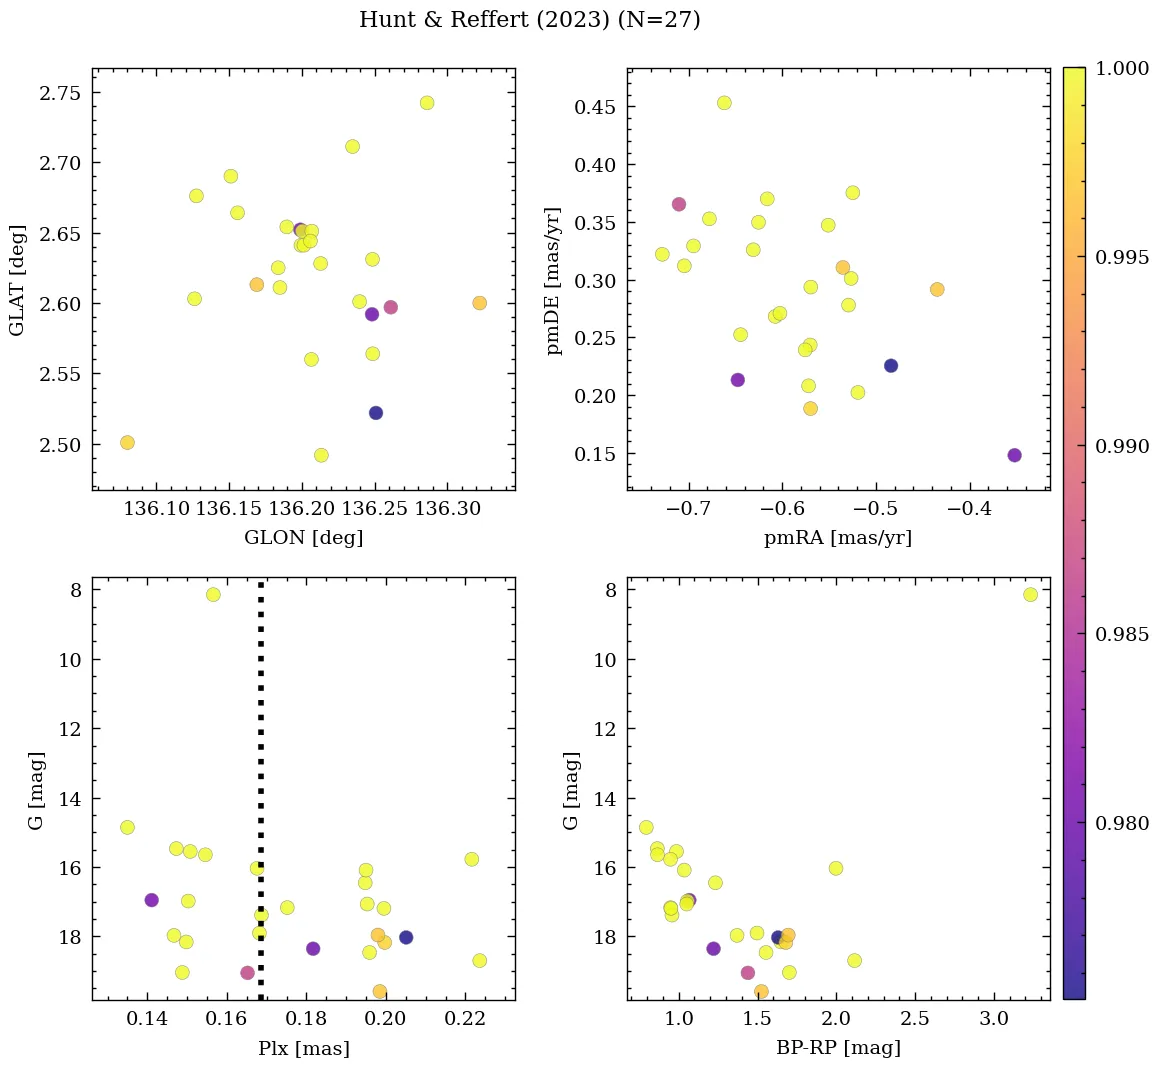 Hunt & Reffert (2023) (N=27)
2.75
2.70
2.65
2.60
2.55
2.50
GLAT [deg]
136.10 136.15 136.20 136.25 136.30
GLON [deg]
0.45
0.40
0.35
0.30
0.25
0.20
0.15
pmDE [mas/yr]
−0.7 −0.6 −0.5 −0.4
pmRA [mas/yr]
1.000
0.995
0.990
0.985
0.980
8
10
12
14
16
18
G [mag]
0.14 0.16 0.18 0.20 0.22
Plx [mas]
8
10
12
14
16
18
G [mag]
1.0 1.5 2.0 2.5 3.0
BP-RP [mag]